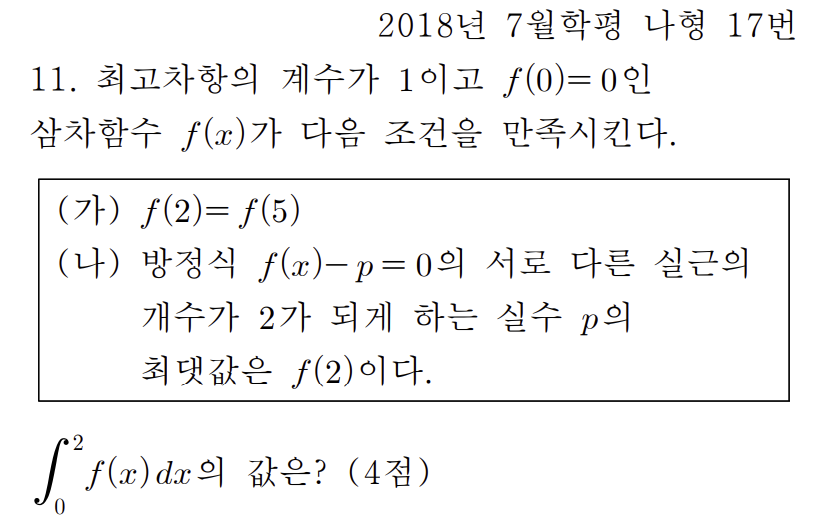 2018년 7월학평 나형 17번
11. 최고차항의 계수가 1이고 f(0)= 0인
삼차함수 f(x)가 다음 조건을 만족시킨다.
(가) f(2)= f(5)
(나) 방정식 f(x)− p = 0의 서로 다른 실근의
개수가 2가 되게 하는 실수 p의
최댓값은 f(2)이다.
∫₀² f(x)dx의 값은? (4점)